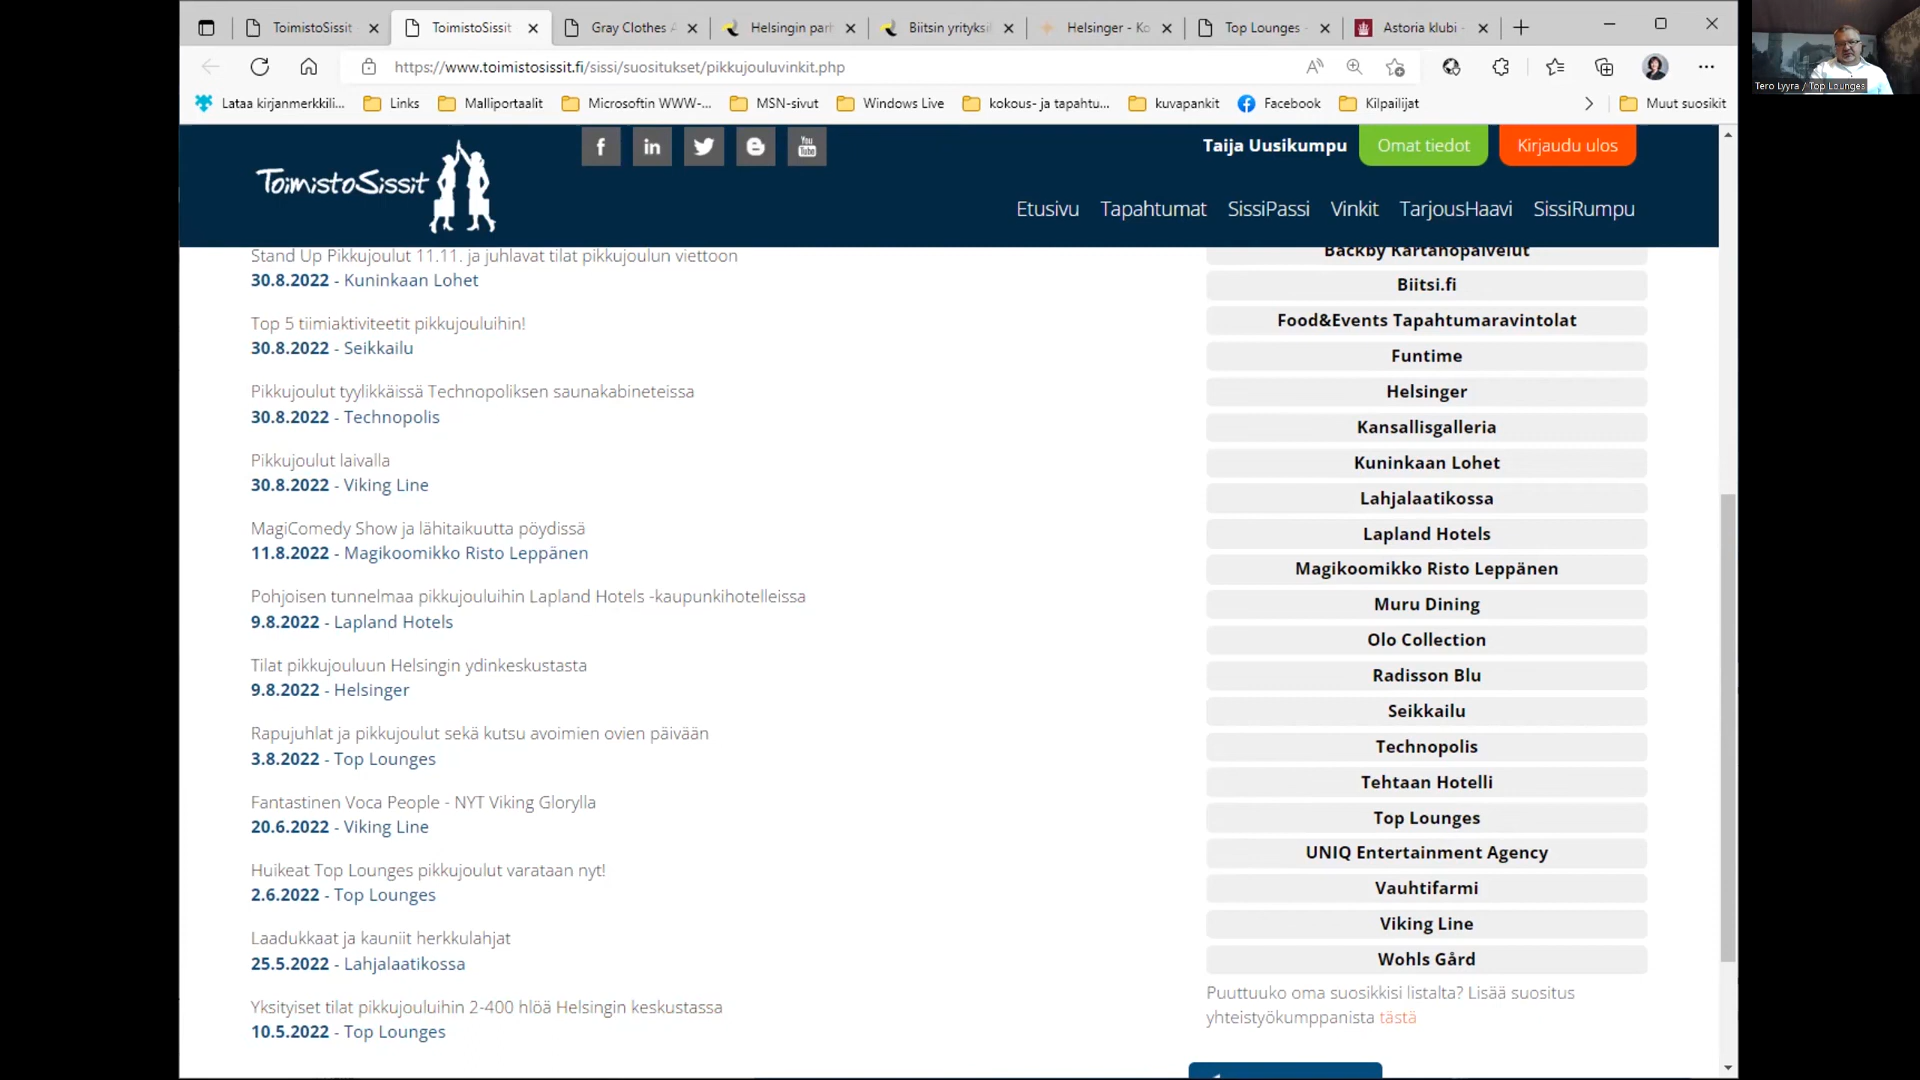 ToimistoSissit
ToimistoSissit
Gray Clothes
Helsingin par
Biitsin yrityksi
Helsinger - Ko
Top Lounges -
Astoria klubi -
https://www.toimistosissit.fi/sissi/suositukset/pikkujouluvinkit.php
Lataa kirjanmerkkili...
Links
Malliportaalit
Microsoftin WWW-...
MSN-sivut
Windows Live
kokous- ja tapahtu...
kuvapankit
Facebook
Kilpailijat
Muut suosikit
Tero Lyyra / Top Lounges
ToimistoSissit
You
Tube
Taija Uusikumpu
Omat tiedot
Kirjaudu ulos
Etusivu
Tapahtumat
SissiPassi
Vinkit
TarjousHaavi
SissiRumpu
Stand Up Pikkujoulut 11.11. ja juhlavat tilat pikkujoulun viettoon
30.8.2022 - Kuninkaan Lohet
Top 5 tiimiaktiviteetit pikkujouluihin!
30.8.2022 - Seikkailu
Pikkujoulut tyylikkäissä Technopoliksen saunakabineteissa
30.8.2022 - Technopolis
Pikkujoulut laivalla
30.8.2022 - Viking Line
MagiComedy Show ja lähitaikuutta pöydissä
11.8.2022 - Magikoomikko Risto Leppänen
Pohjoisen tunnelmaa pikkujouluihin Lapland Hotels -kaupunkihotelleissa
9.8.2022 - Lapland Hotels
Tilat pikkujouluun Helsingin ydinkeskustasta
9.8.2022 - Helsinger
Rapujuhlat ja pikkujoulut sekä kutsu avoimien ovien päivään
3.8.2022 - Top Lounges
Fantastinen Voca People - NYT Viking Glorylla
20.6.2022 - Viking Line
Huikeat Top Lounges pikkujoulut varataan nyt!
2.6.2022 - Top Lounges
Laadukkaat ja kauniit herkkulahjat
25.5.2022 - Lahjalaatikossa
Yksityiset tilat pikkujouluihin 2-400 hlöä Helsingin keskustassa
10.5.2022 - Top Lounges
Backby Kartanopalvelut
Biitsi.fi
Food&Events Tapahtumaravintolat
Funtime
Helsinger
Kansallisgalleria
Kuninkaan Lohet
Lahjalaatikossa
Lapland Hotels
Magikoomikko Risto Leppänen
Muru Dining
Olo Collection
Radisson Blu
Seikkailu
Technopolis
Tehtaan Hotelli
Top Lounges
UNIQ Entertainment Agency
Vauhtifarmi
Viking Line
Wohls Gård
Puuttuuko oma suosikkisi listalta? Lisää suositus
yhteistyökumppanista tästä